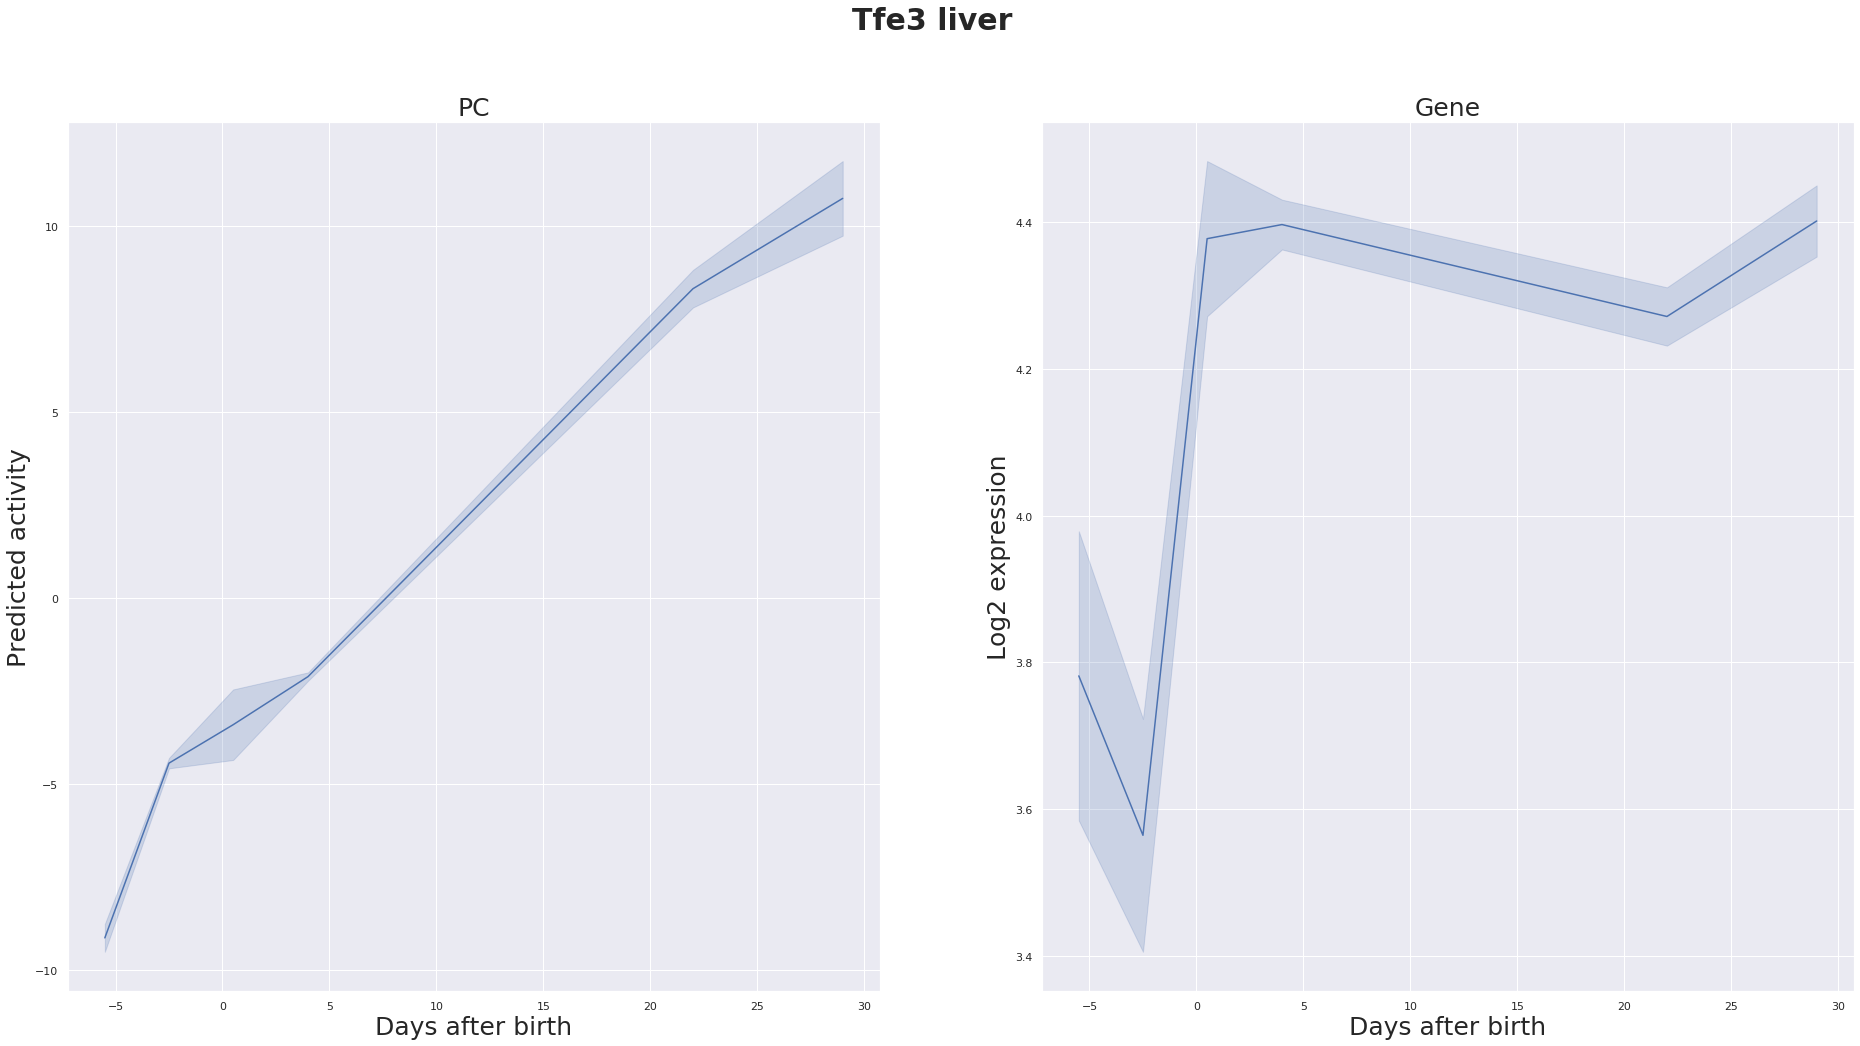 Tfe3 liver
PC
Predicted activity
10
5
0
−5
−10
−5 0 5 10 15 20 25 30
Days after birth
Gene
Log2 expression
4.4
4.2
4.0
3.8
3.6
3.4
−5 0 5 10 15 20 25 30
Days after birth